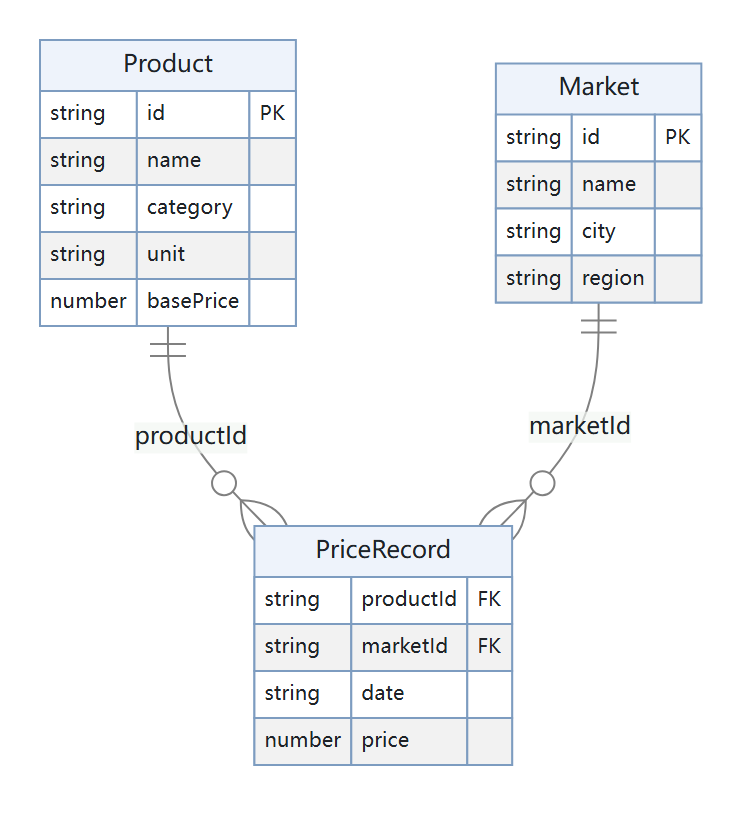 Product
string id PK
string name
string category
string unit
number basePrice
Market
string id PK
string name
string city
string region
productId
marketId
PriceRecord
string productId FK
string marketId FK
string date
number price